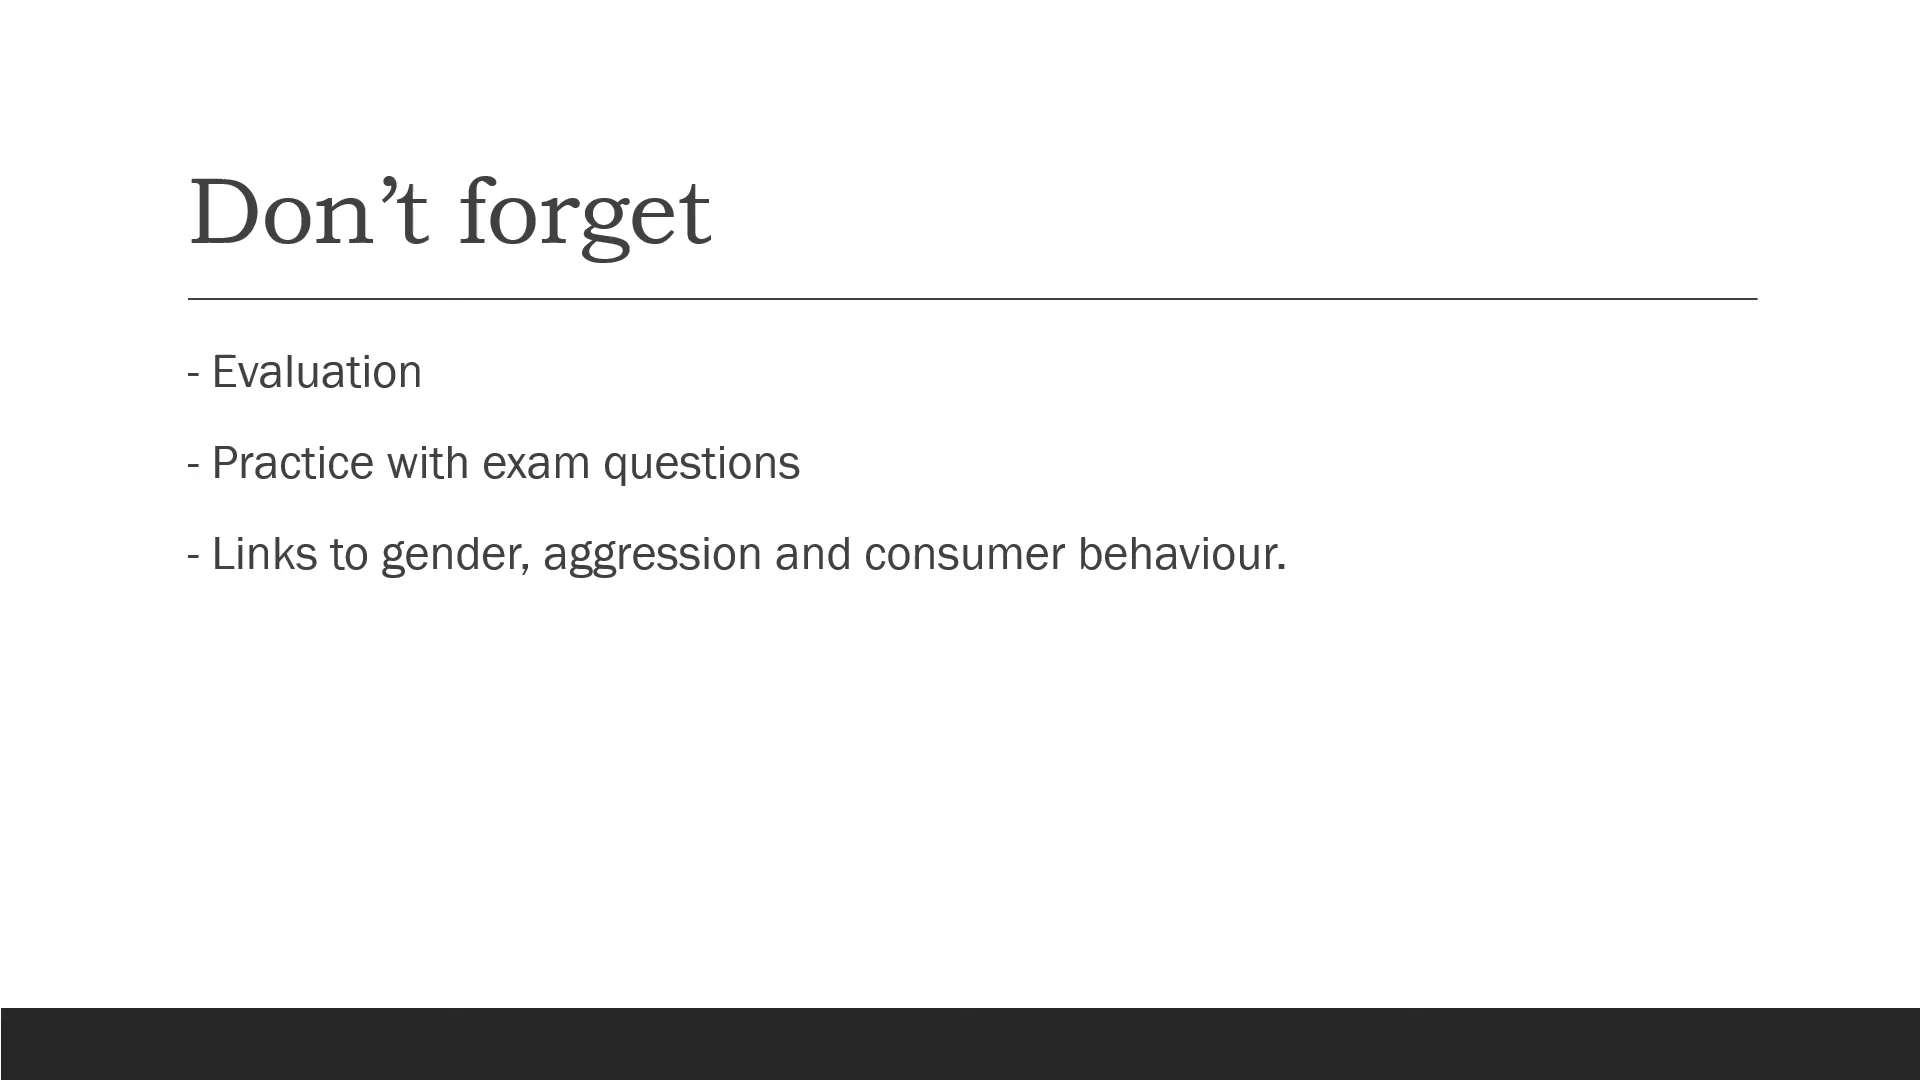 Don’t forget
- Evaluation
- Practice with exam questions
- Links to gender, aggression and consumer behaviour.